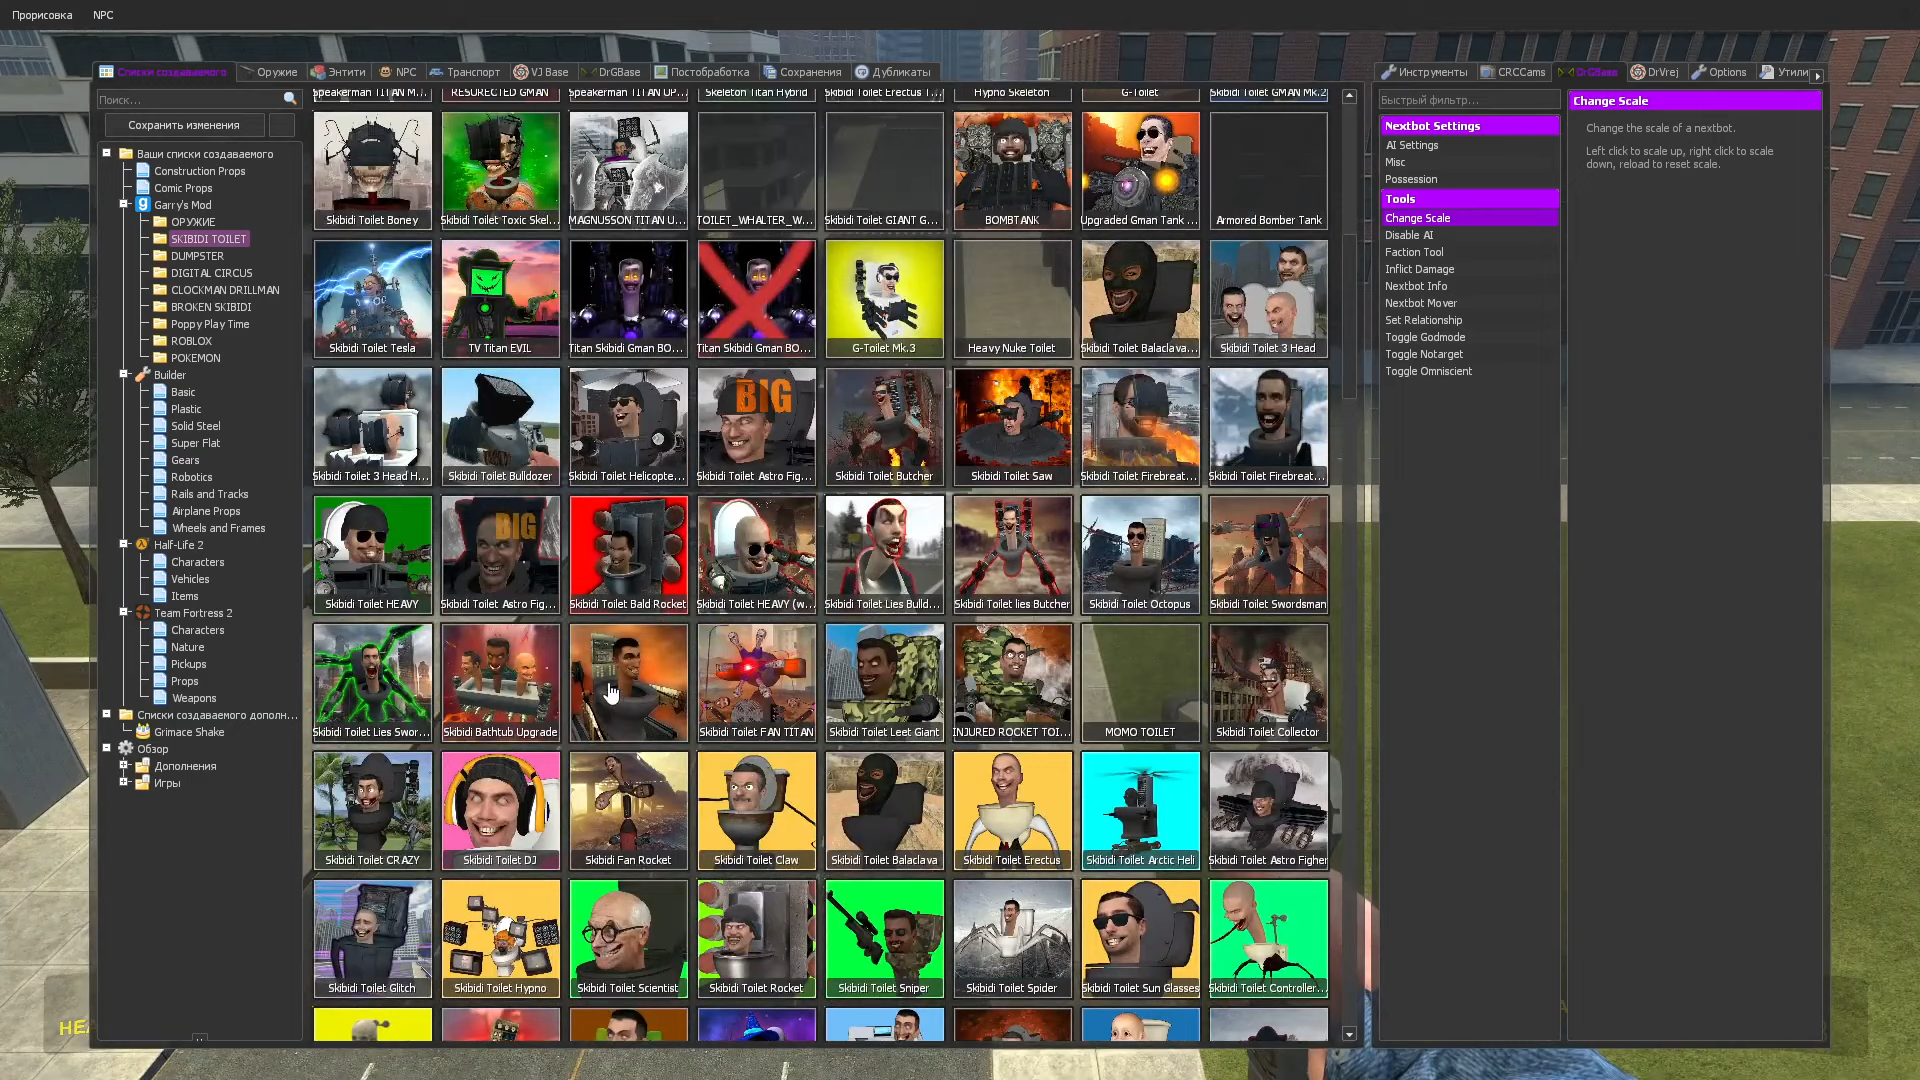 Прорисовка NPC
Списки создаваемого Оружие Энтити NPC Транспорт VJ Base DrGBase Постобработка Сохранения Дубликаты
Инструменты CRCCams DrGBase DrVrej Options Утили
Поиск...
Сохранить изменения
Ваши списки создаваемого
Construction Props
Comic Props
Garry's Mod
ОРУЖИЕ
SKIBIDI TOILET
DUMPSTER
DIGITAL CIRCUS
CLOCKMAN DRILLMAN
BROKEN SKIBIDI
Poppy Play Time
ROBLOX
POKEMON
Builder
Basic
Plastic
Solid Steel
Super Flat
Gears
Robotics
Rails and Tracks
Airplane Props
Wheels and Frames
Half-Life 2
Characters
Vehicles
Items
Team Fortress 2
Characters
Nature
Pickups
Props
Weapons
Списки создаваемого дополн...
Grimace Shake
Обзор
Дополнения
Игры
Speakerman TITAN M... RESURECTED GMAN Speakerman TITAN UP... Skeleton Titan Hybrid Skibidi Toilet Erectus T... Hypno Skeleton G-Toilet Skibidi Toilet GMAN Mk.2
Skibidi Toilet Boney Skibidi Toilet Toxic Skel... MAGNUSSON TITAN U... TOILET_WHALTER_W... Skibidi Toilet GIANT G... BOMBTANK Upgraded Gman Tank ... Armored Bomber Tank
Skibidi Toilet Tesla TV Titan EVIL Titan Skibidi Gman BO... Titan Skibidi Gman BO... G-Toilet Mk.3 Heavy Nuke Toilet Skibidi Toilet Balaclava... Skibidi Toilet 3 Head
BIG
Skibidi Toilet 3 Head H... Skibidi Toilet Bulldozer Skibidi Toilet Helicopte... Skibidi Toilet Astro Fig... Skibidi Toilet Butcher Skibidi Toilet Saw Skibidi Toilet Firebreat... Skibidi Toilet Firebreat...
BIG
Skibidi Toilet HEAVY Skibidi Toilet Astro Fig... Skibidi Toilet Bald Rocket Skibidi Toilet HEAVY (w... Skibidi Toilet Lies Bulld... Skibidi Toilet lies Butcher Skibidi Toilet Octopus Skibidi Toilet Swordsman
Skibidi Toilet Lies Swor... Skibidi Bathtub Upgrade Skibidi Toilet FAN TITAN Skibidi Toilet Leet Giant INJURED ROCKET TOI... MOMO TOILET Skibidi Toilet Collector
Skibidi Toilet CRAZY Skibidi Toilet DJ Skibidi Fan Rocket Skibidi Toilet Claw Skibidi Toilet Balaclava Skibidi Toilet Erectus Skibidi Toilet Arctic Heli Skibidi Toilet Astro Figher
Skibidi Toilet Glitch Skibidi Toilet Hypno Skibidi Toilet Scientist Skibidi Toilet Rocket Skibidi Toilet Sniper Skibidi Toilet Spider Skibidi Toilet Sun Glasses Skibidi Toilet Controller...
Быстрый фильтр...
Nextbot Settings
AI Settings
Misc
Possession
Tools
Change Scale
Disable AI
Faction Tool
Inflict Damage
Nextbot Info
Nextbot Mover
Set Relationship
Toggle Godmode
Toggle Notarget
Toggle Omniscient
Change Scale
Change the scale of a nextbot.
Left click to scale up, right click to scale
down, reload to reset scale.